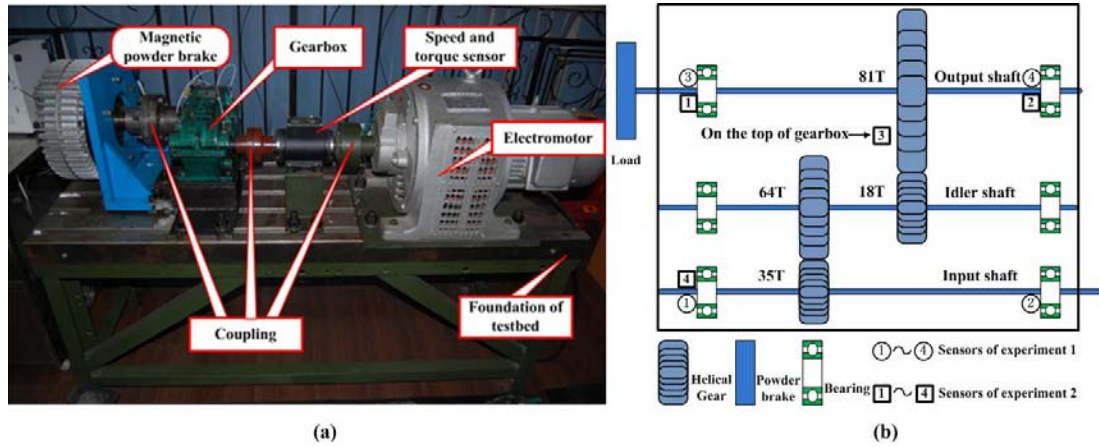 Magnetic
powder brake
Gearbox
Speed and
torque sensor
Electromotor
Coupling
Foundation of
testbed
(a)
Load
3
1
81T
Output shaft
4
2
On the top of gearbox
3
64T
18T
Idler shaft
4
1
35T
Input shaft
2
Helical
Gear
Powder
brake
Bearing
1 ~ 4 Sensors of experiment 1
1 ~ 4 Sensors of experiment 2
(b)